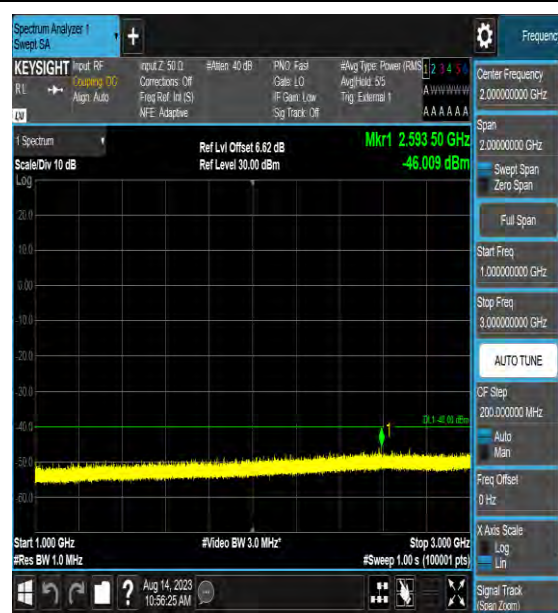 Spectrum Analyzer 1
Swept SA
+
Frequenc
KEYSIGHT
RL
Input: RF
Coupling: DC
Align: Auto
Input Z: 50 Ω
Corrections: Off
Freq Ref: Int (S)
NFE: Adaptive
#Atten: 40 dB
PNO: Fast
Gate: LO
IF Gain: Low
Sig Track: Off
#Avg Type: Power (RMS
Avg|Hold: 5/5
Trig: External 1
1 2 3 4 5 6
A W W W W W
A A A A A A
1 Spectrum
Scale/Div 10 dB
Log
Ref Lvl Offset 6.62 dB
Ref Level 30.00 dBm
Mkr1 2.593 50 GHz
-46.009 dBm
20.0
10.0
0.00
-10.0
-20.0
-30.0
-40.0
-50.0
-60.0
1
Start 1.000 GHz
#Res BW 1.0 MHz
#Video BW 3.0 MHz*
Stop 3.000 GHz
#Sweep 1.00 s (100001 pts)
Center Frequency
2.000000000 GHz
Span
2.00000000 GHz
Swept Span
Zero Span
Full Span
Start Freq
1.000000000 GHz
Stop Freq
3.000000000 GHz
AUTO TUNE
CF Step
200.000000 MHz
Auto
Man
Freq Offset
0 Hz
X Axis Scale
Log
Lin
Signal Track
(Span Zoom)
?
Aug 14, 2023
10:56:25 AM